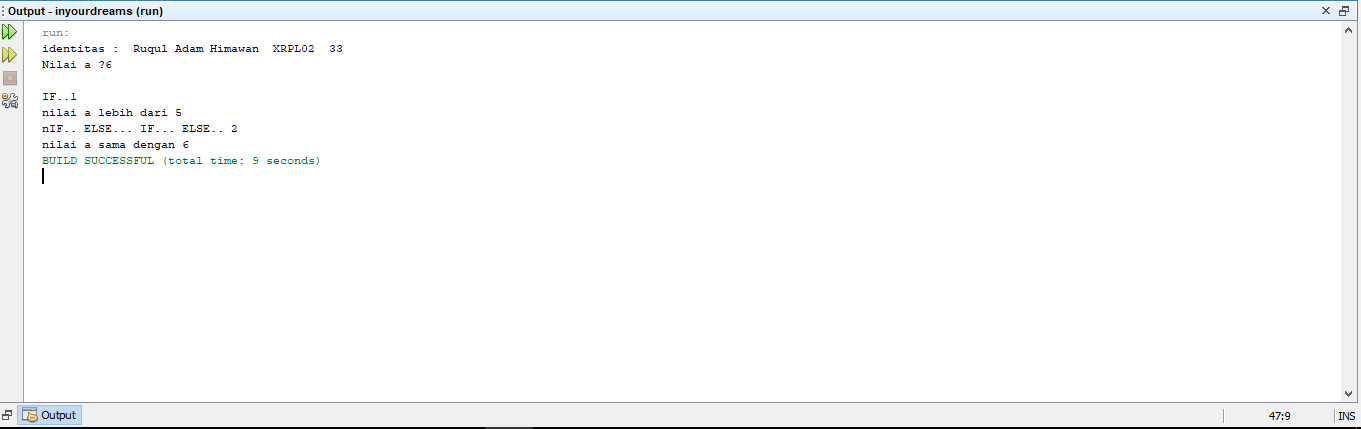 Output - inyourdreams (run)
run:
identitas :  Ruqul Adam Himawan  XRPL02  33
Nilai a ?6
IF..1
nilai a lebih dari 5
nIF.. ELSE... IF... ELSE.. 2
nilai a sama dengan 6
BUILD SUCCESSFUL (total time: 9 seconds)
Output
47:9
INS